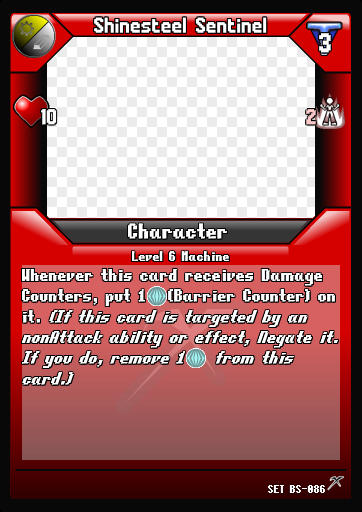 Shinesteel Sentinel
3
10
2
Character
Level 6 Machine
Whenever this card receives Damage
Counters, put 1(Barrier Counter) on
it. (If this card is targeted by an
nonAttack ability or effect, Negate it.
If you do, remove 1 from this
card.)
SET BS-086